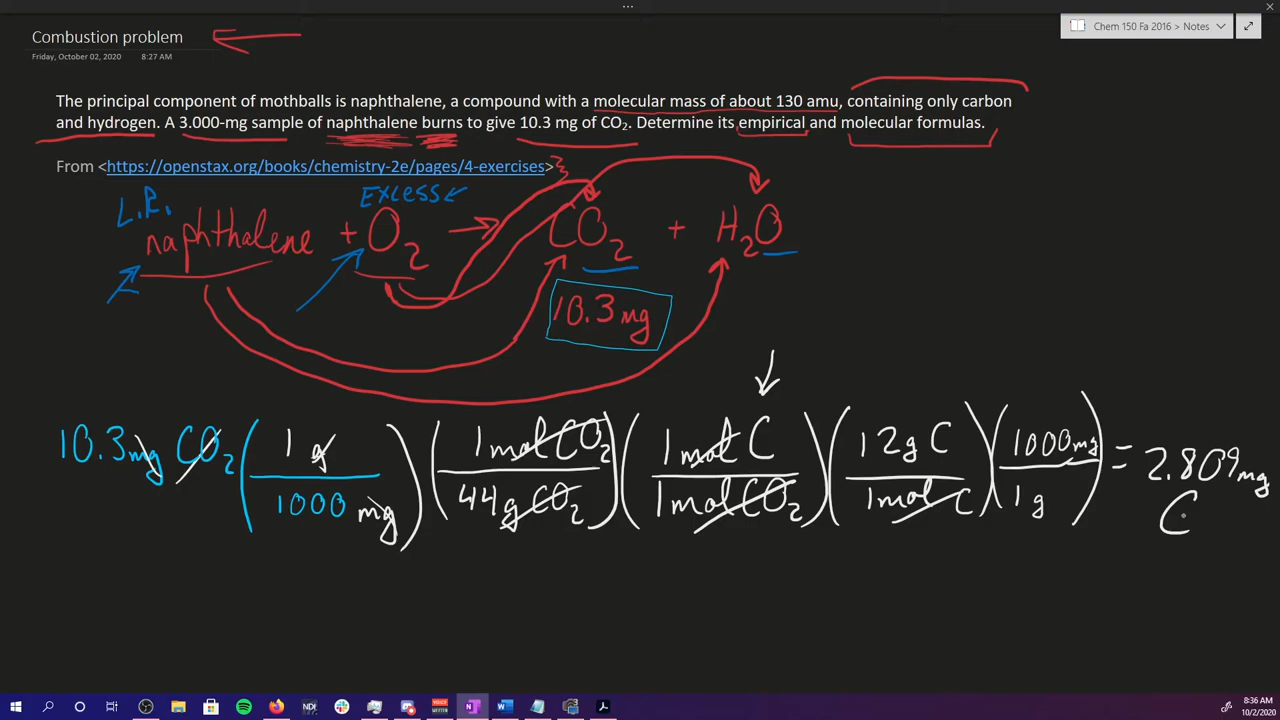 Combustion problem
Friday, October 02, 2020 8:27 AM
Chem 150 Fa 2016 > Notes
The principal component of mothballs is naphthalene, a compound with a molecular mass of about 130 amu, containing only carbon
and hydrogen. A 3.000-mg sample of naphthalene burns to give 10.3 mg of CO₂. Determine its empirical and molecular formulas.
From <https://openstax.org/books/chemistry-2e/pages/4-exercises>
L.R. Excess
naphthalene + O₂ → CO₂ + H₂O
10.3 mg
10.3 mg CO₂ (1 g / 1000 mg) (1 mol CO₂ / 44 g CO₂) (1 mol C / 1 mol CO₂) (12 g C / 1 mol C) (1000 mg / 1 g) = 2.809 mg
C
NDI
VOICE
MEETER
N
W
8:36 AM
10/2/2020